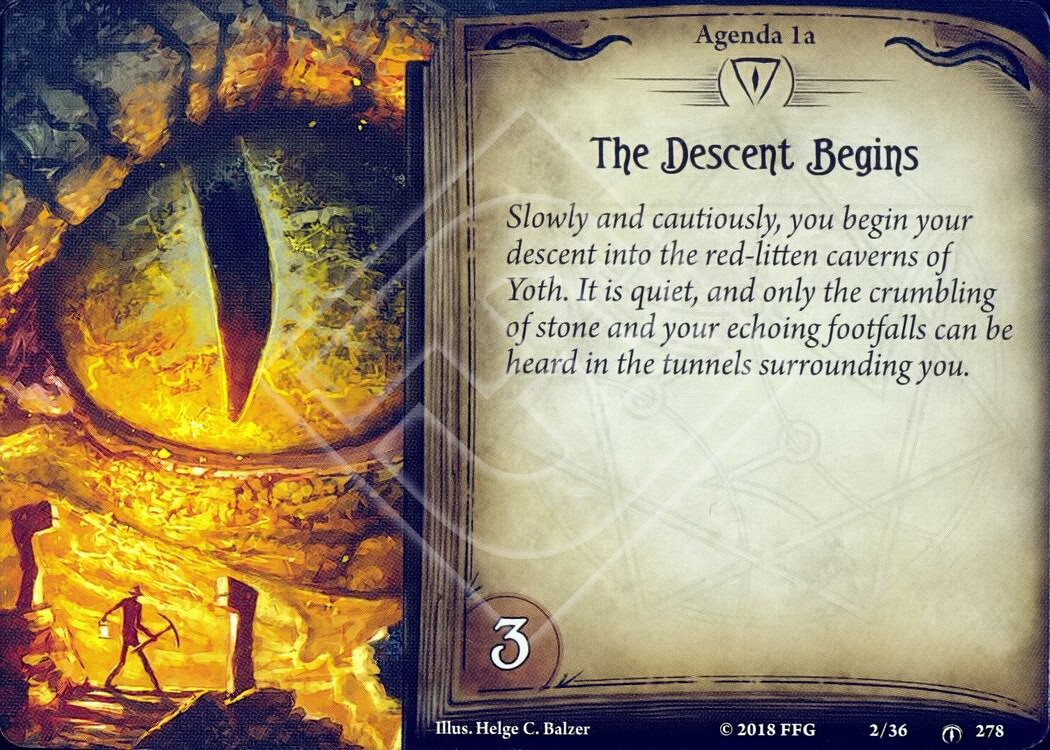 Agenda 1a
The Descent Begins
Slowly and cautiously, you begin your
descent into the red-litten caverns of
Yoth. It is quiet, and only the crumbling
of stone and your echoing footfalls can be
heard in the tunnels surrounding you.
3
Illus. Helge C. Balzer © 2018 FFG 2/36 278